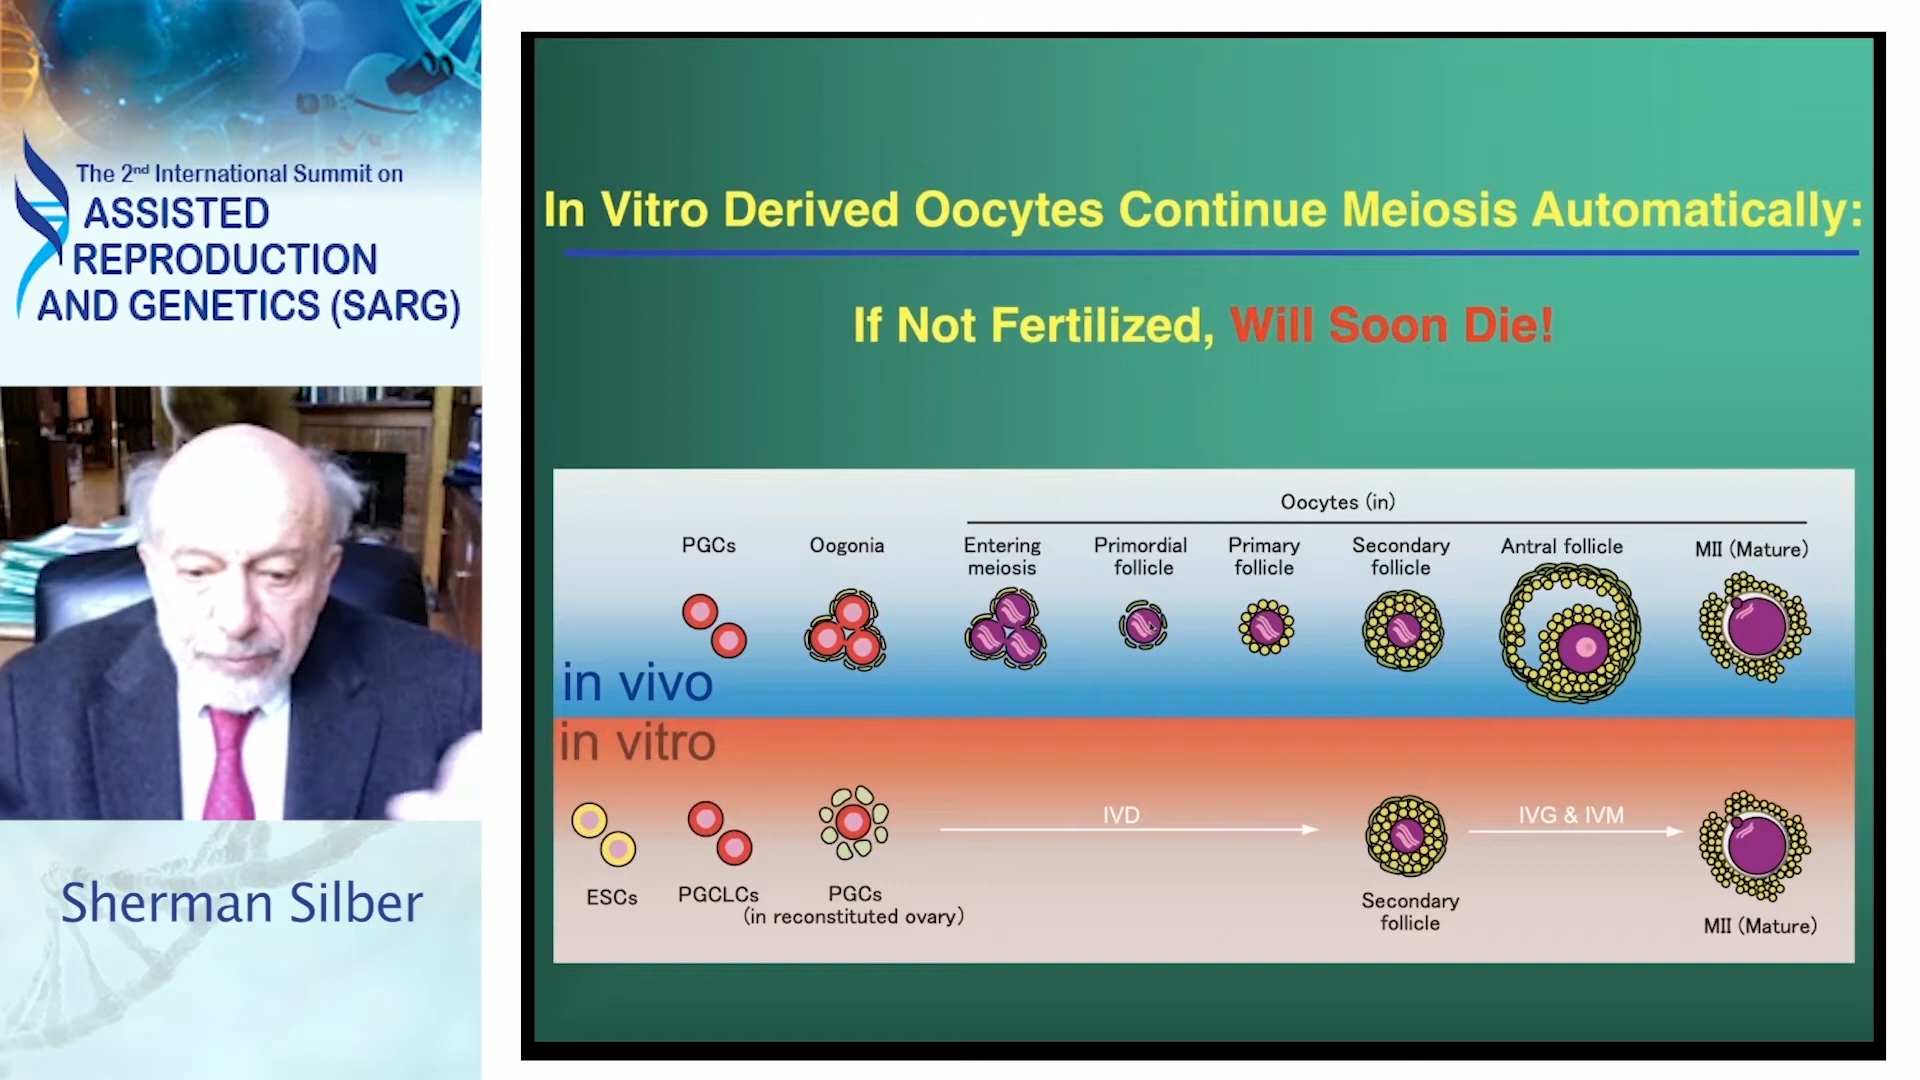 The 2nd International Summit on
ASSISTED
REPRODUCTION
AND GENETICS (SARG)
Sherman Silber
In Vitro Derived Oocytes Continue Meiosis Automatically:
If Not Fertilized, Will Soon Die!
Oocytes (in)
PGCs
Oogonia
Entering
meiosis
Primordial
follicle
Primary
follicle
Secondary
follicle
Antral follicle
MII (Mature)
in vivo
in vitro
IVD
IVG & IVM
ESCs
PGCLCs
PGCs
(in reconstituted ovary)
Secondary
follicle
MII (Mature)